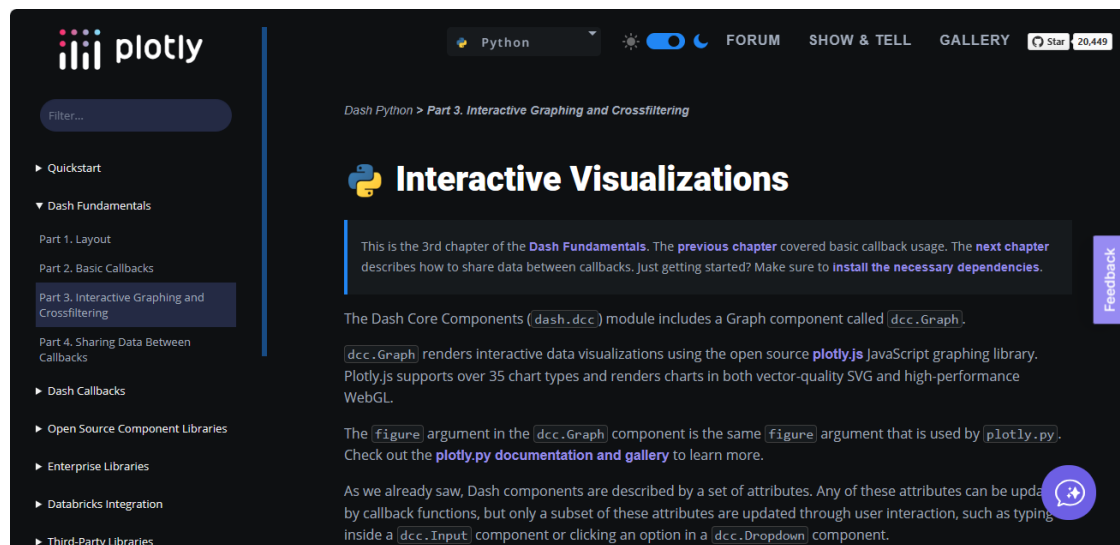 plotly
Python
FORUM
SHOW & TELL
GALLERY
Star
20,449
Filter...
Quickstart
Dash Fundamentals
Part 1. Layout
Part 2. Basic Callbacks
Part 3. Interactive Graphing and
Crossfiltering
Part 4. Sharing Data Between
Callbacks
Dash Callbacks
Open Source Component Libraries
Enterprise Libraries
Databricks Integration
Third-Party Libraries
Dash Python > Part 3. Interactive Graphing and Crossfiltering
Interactive Visualizations
This is the 3rd chapter of the Dash Fundamentals. The previous chapter covered basic callback usage. The next chapter
describes how to share data between callbacks. Just getting started? Make sure to install the necessary dependencies.
The Dash Core Components (dash.dcc) module includes a Graph component called dcc.Graph.
dcc.Graph renders interactive data visualizations using the open source plotly.js JavaScript graphing library.
Plotly.js supports over 35 chart types and renders charts in both vector-quality SVG and high-performance
WebGL.
The figure argument in the dcc.Graph component is the same figure argument that is used by plotly.py.
Check out the plotly.py documentation and gallery to learn more.
As we already saw, Dash components are described by a set of attributes. Any of these attributes can be
by callback functions, but only a subset of these attributes are updated through user interaction, such as typing
inside a dcc.Input component or clicking an option in a dcc.Dropdown component.
Feedback